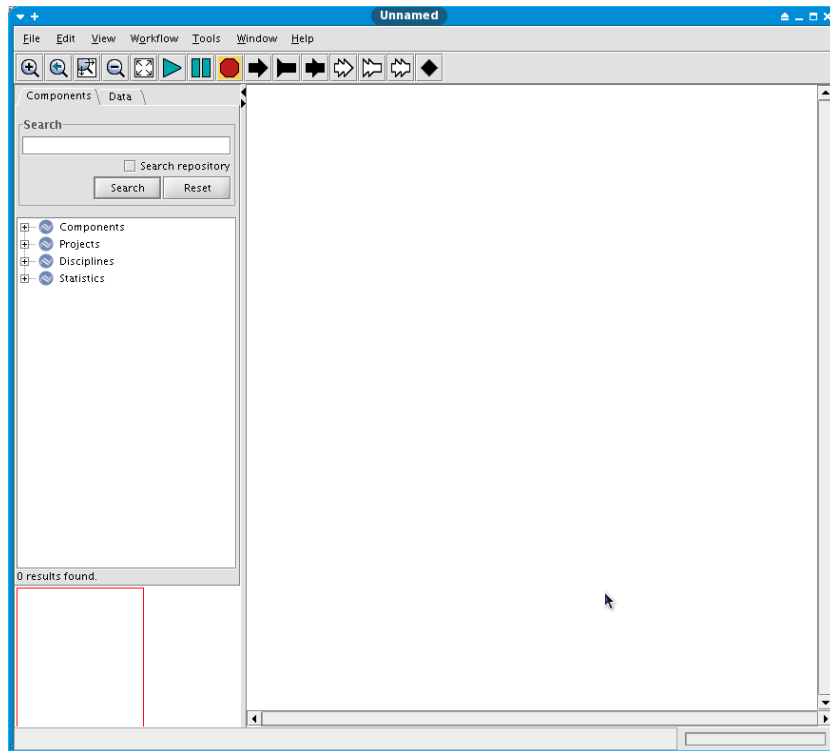 Unnamed
File Edit View Workflow Tools Window Help
Components Data
Search
Search repository
Search Reset
Components
Projects
Disciplines
Statistics
0 results found.